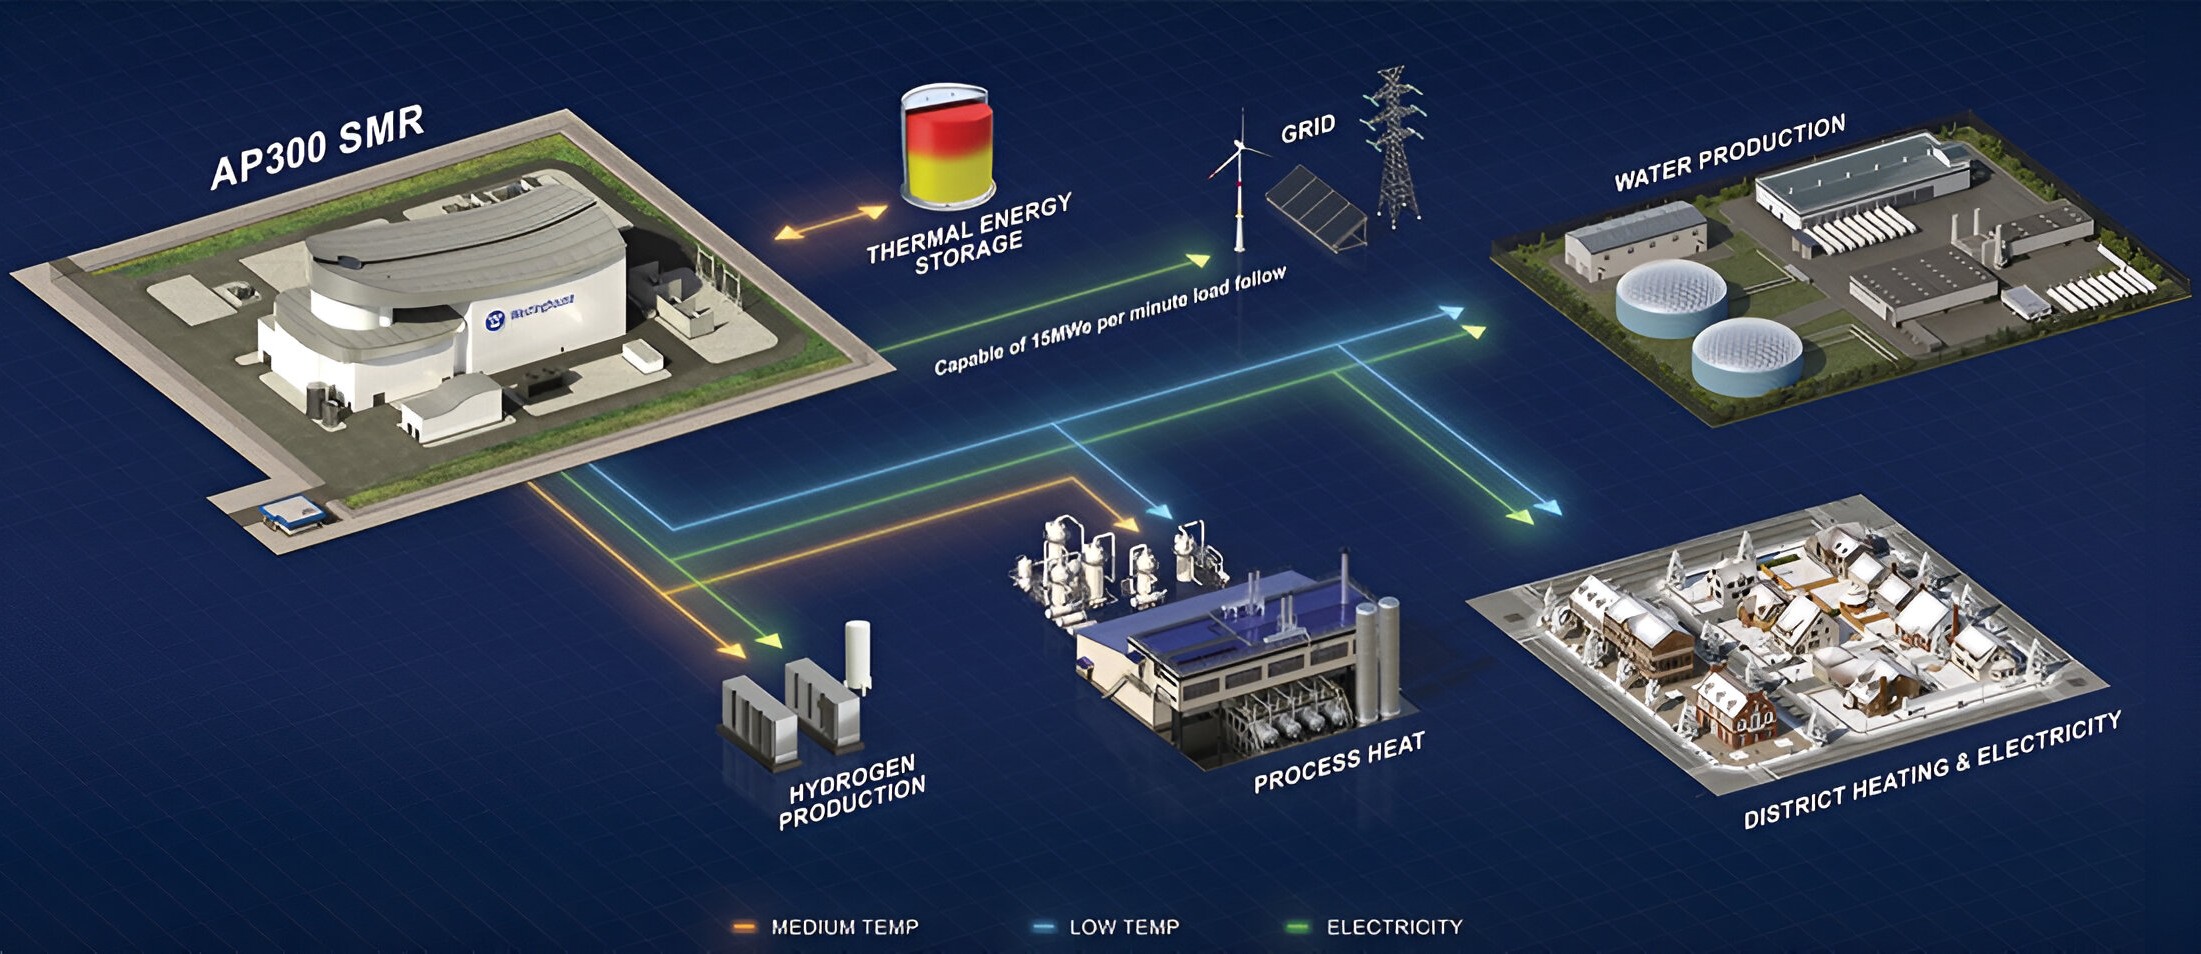 AP300 SMR
THERMAL ENERGY
STORAGE
GRID
Capable of 15MWe per minute load follow
WATER PRODUCTION
HYDROGEN
PRODUCTION
PROCESS HEAT
DISTRICT HEATING & ELECTRICITY
MEDIUM TEMP
LOW TEMP
ELECTRICITY